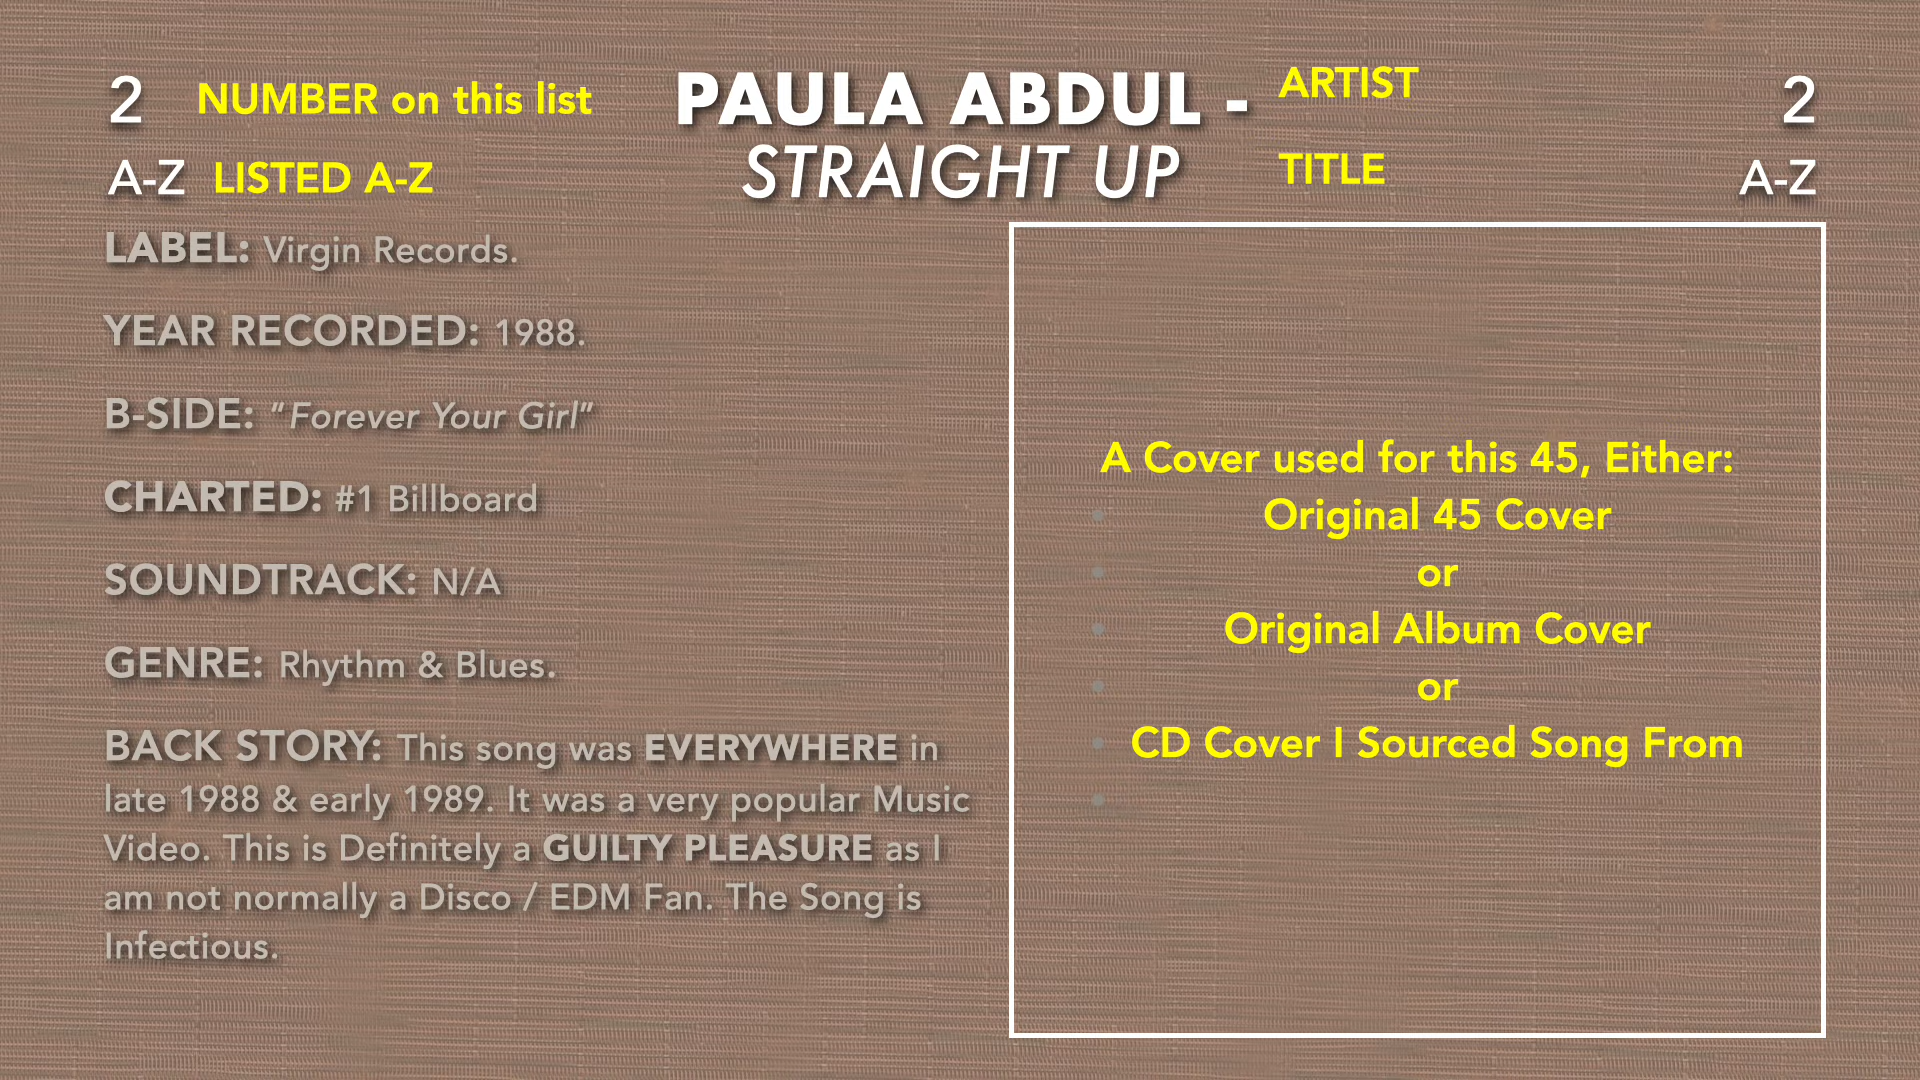 2 NUMBER on this list PAULA ABDUL - ARTIST 2
A-Z LISTED A-Z STRAIGHT UP TITLE A-Z
LABEL: Virgin Records.
YEAR RECORDED: 1988.
B-SIDE: "Forever Your Girl"
CHARTED: #1 Billboard
SOUNDTRACK: N/A
GENRE: Rhythm & Blues.
BACK STORY: This song was EVERYWHERE in
late 1988 & early 1989. It was a very popular Music
Video. This is Definitely a GUILTY PLEASURE as I
am not normally a Disco / EDM Fan. The Song is
Infectious.
A Cover used for this 45, Either:
Original 45 Cover
or
Original Album Cover
or
CD Cover I Sourced Song From